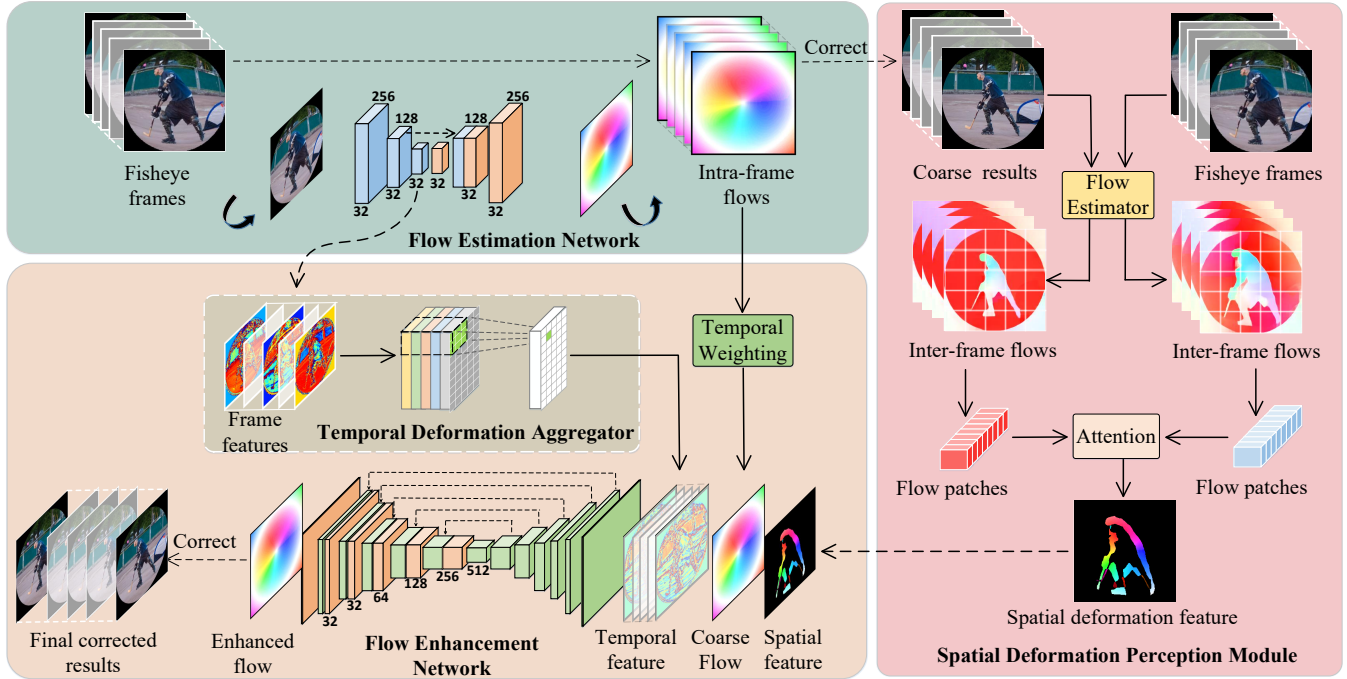 Fisheye
frames
256
128
32
32
32
32
128
32
256
32
Flow Estimation Network
Intra-frame
flows
Correct
Coarse results
Fisheye frames
Flow
Estimator
Inter-frame flows
Inter-frame flows
Flow patches
Attention
Flow patches
Spatial deformation feature
Spatial Deformation Perception Module
Frame
features
Temporal Deformation Aggregator
Temporal
Weighting
Final corrected
results
Correct
Enhanced
flow
32
32
64
128
256
512
Flow Enhancement
Network
Temporal
feature
Coarse
Flow
Spatial
feature